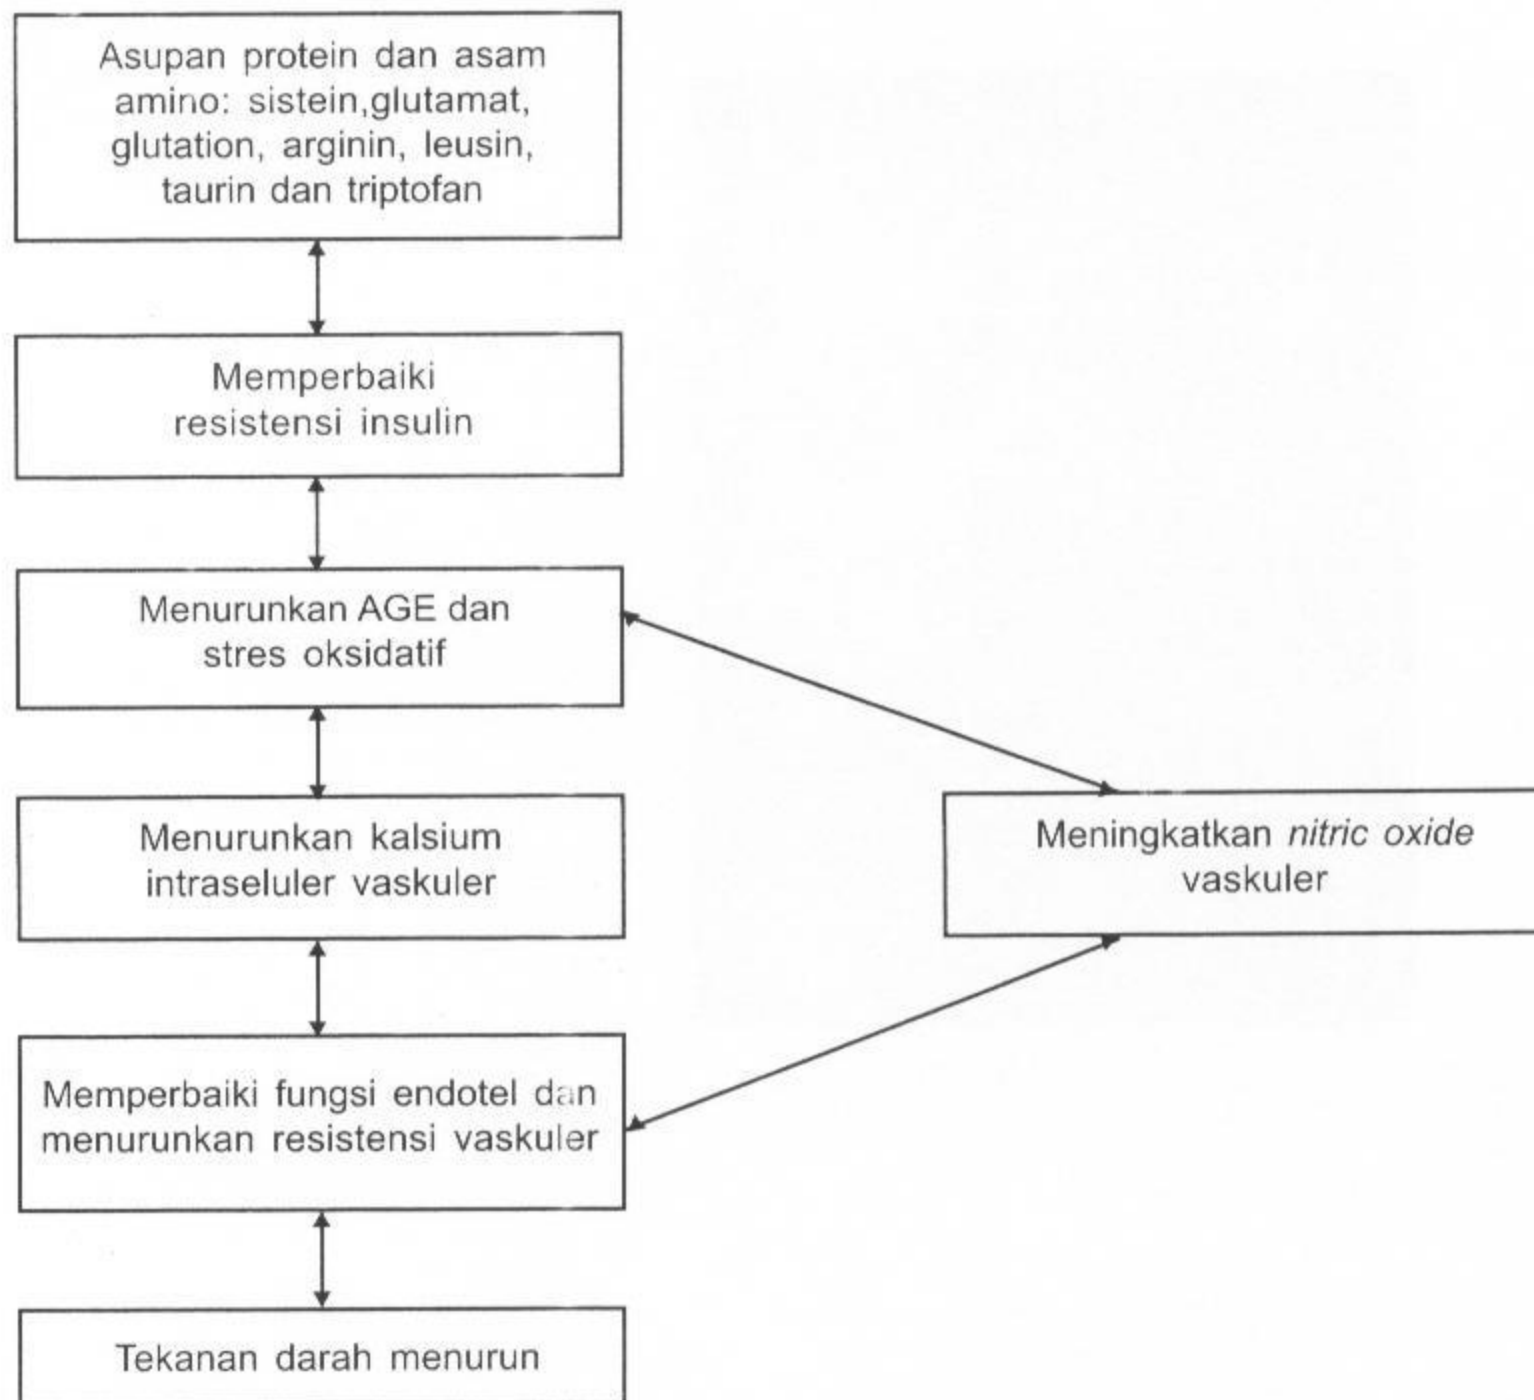 Asupan protein dan asam
amino: sistein,glutamat,
glutation, arginin, leusin,
taurin dan triptofan
Memperbaiki
resistensi insulin
Menurunkan AGE dan
stres oksidatif
Menurunkan kalsium
intraseluler vaskuler
Meningkatkan nitric oxide
vaskuler
Memperbaiki fungsi endotel dan
menurunkan resistensi vaskuler
Tekanan darah menurun